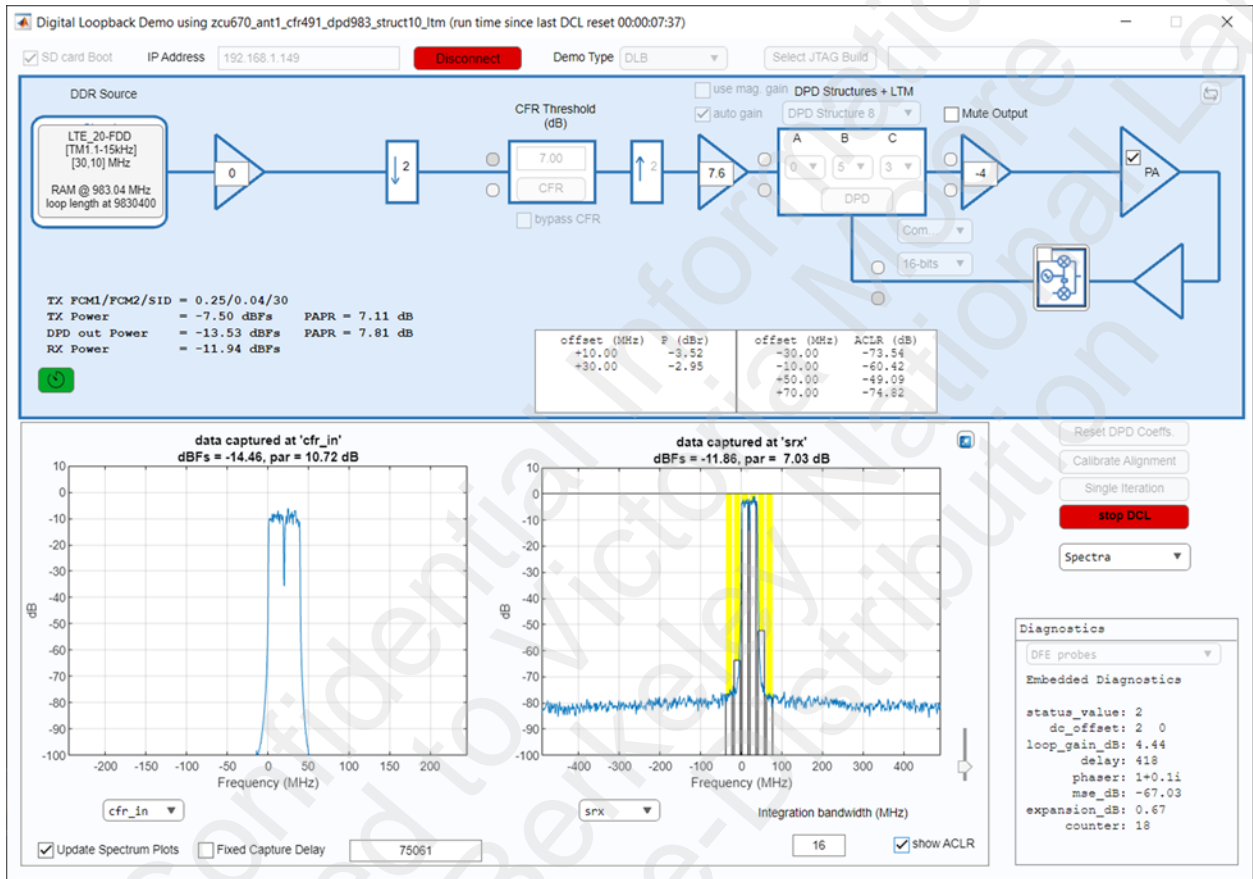 Digital Loopback Demo using zcu670_ant1_cfr491_dpd983_struct10_ltm (run time since last DCL reset 00:00:07:37)
SD card Boot IP Address 192.168.1.149 Disconnect Demo Type DLB Select JTAG Build
DDR Source
LTE_20-FDD
[TM1.1-15kHz]
[30,10] MHz
RAM @ 983.04 MHz
loop length at 9830400
0
2
CFR Threshold
(dB)
7.00
CFR
bypass CFR
2
7.6
use mag. gain DPD Structures + LTM
auto gain DPD Structure 8
A B C
0 5 3
DPD
Com...
16-bits
Mute Output
-4
PA
TX FCM1/FCM2/SID = 0.25/0.04/30
TX Power = -7.50 dBFs PAPR = 7.11 dB
DPD out Power = -13.53 dBFs PAPR = 7.81 dB
RX Power = -11.94 dBFs
offset (MHz) P (dBr)
+10.00 -3.52
+30.00 -2.95
offset (MHz) ACLR (dB)
-30.00 -73.54
-10.00 -60.42
+50.00 -49.09
+70.00 -74.82
data captured at 'cfr_in'
dBFs = -14.46, par = 10.72 dB
10
0
-10
-20
-30
-40
-50
-60
-70
-80
-90
-100
dB
-200 -150 -100 -50 0 50 100 150 200
Frequency (MHz)
cfr_in
data captured at 'srx'
dBFs = -11.86, par = 7.03 dB
10
0
-10
-20
-30
-40
-50
-60
-70
-80
-90
-100
dB
-400 -300 -200 -100 0 100 200 300 400
Frequency (MHz)
srx
Integration bandwidth (MHz)
16
show ACLR
Update Spectrum Plots Fixed Capture Delay 75061
Reset DPD Coeffs.
Calibrate Alignment
Single Iteration
stop DCL
Spectra
Diagnostics
DFE probes
Embedded Diagnostics
status_value: 2
dc_offset: 2 0
loop_gain_dB: 4.44
delay: 418
phaser: 1+0.1i
mse_dB: -67.03
expansion_dB: 0.67
counter: 18